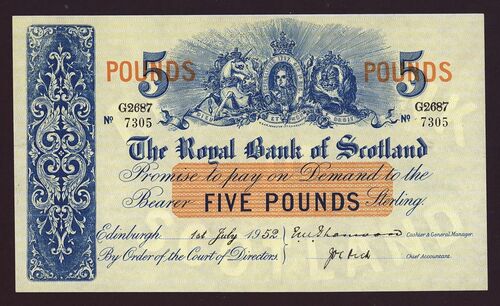 POUNDS 5 POUNDS 5
G2687 G2687
No 7305 No 7305
The Royal Bank of Scotland
Promise to pay on Demand to the
Bearer FIVE POUNDS Sterling.
Edinburgh 1st July 1952 Cashier & General Manager.
By Order of the Court of Directors. Chief Accountant.